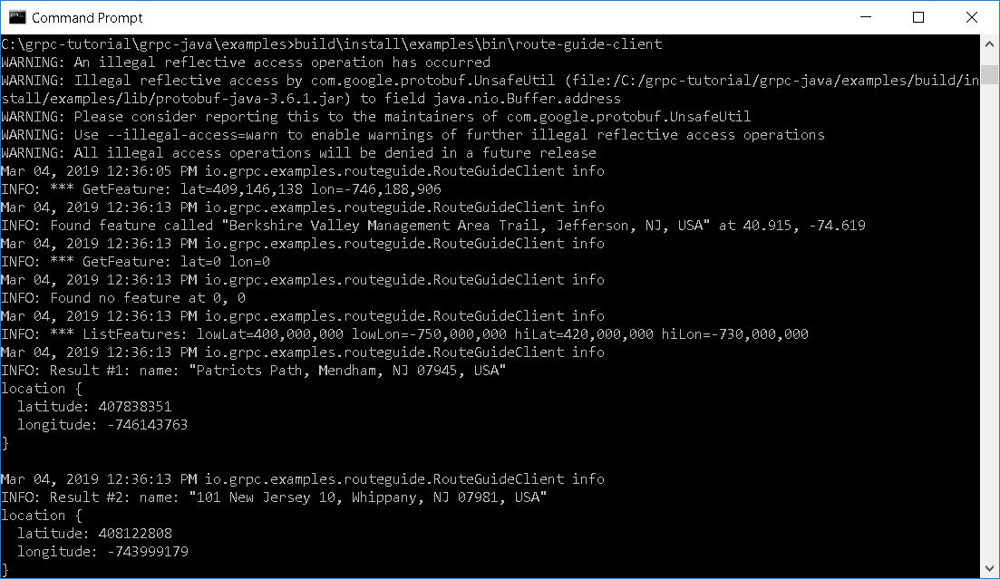 Command Prompt
C:\grpc-tutorial\grpc-java\examples>build\install\examples\bin\route-guide-client
WARNING: An illegal reflective access operation has occurred
WARNING: Illegal reflective access by com.google.protobuf.UnsafeUtil (file:/C:/grpc-tutorial/grpc-java/examples/build/in
stall/examples/lib/protobuf-java-3.6.1.jar) to field java.nio.Buffer.address
WARNING: Please consider reporting this to the maintainers of com.google.protobuf.UnsafeUtil
WARNING: Use --illegal-access=warn to enable warnings of further illegal reflective access operations
WARNING: All illegal access operations will be denied in a future release
Mar 04, 2019 12:36:05 PM io.grpc.examples.routeguide.RouteGuideClient info
INFO: *** GetFeature: lat=409,146,138 lon=-746,188,906
Mar 04, 2019 12:36:13 PM io.grpc.examples.routeguide.RouteGuideClient info
INFO: Found feature called "Berkshire Valley Management Area Trail, Jefferson, NJ, USA" at 40.915, -74.619
Mar 04, 2019 12:36:13 PM io.grpc.examples.routeguide.RouteGuideClient info
INFO: *** GetFeature: lat=0 lon=0
Mar 04, 2019 12:36:13 PM io.grpc.examples.routeguide.RouteGuideClient info
INFO: Found no feature at 0, 0
Mar 04, 2019 12:36:13 PM io.grpc.examples.routeguide.RouteGuideClient info
INFO: *** ListFeatures: lowLat=400,000,000 lowLon=-750,000,000 hiLat=420,000,000 hiLon=-730,000,000
Mar 04, 2019 12:36:13 PM io.grpc.examples.routeguide.RouteGuideClient info
INFO: Result #1: name: "Patriots Path, Mendham, NJ 07945, USA"
location {
  latitude: 407838351
  longitude: -746143763
}
Mar 04, 2019 12:36:13 PM io.grpc.examples.routeguide.RouteGuideClient info
INFO: Result #2: name: "101 New Jersey 10, Whippany, NJ 07981, USA"
location {
  latitude: 408122808
  longitude: -743999179
}